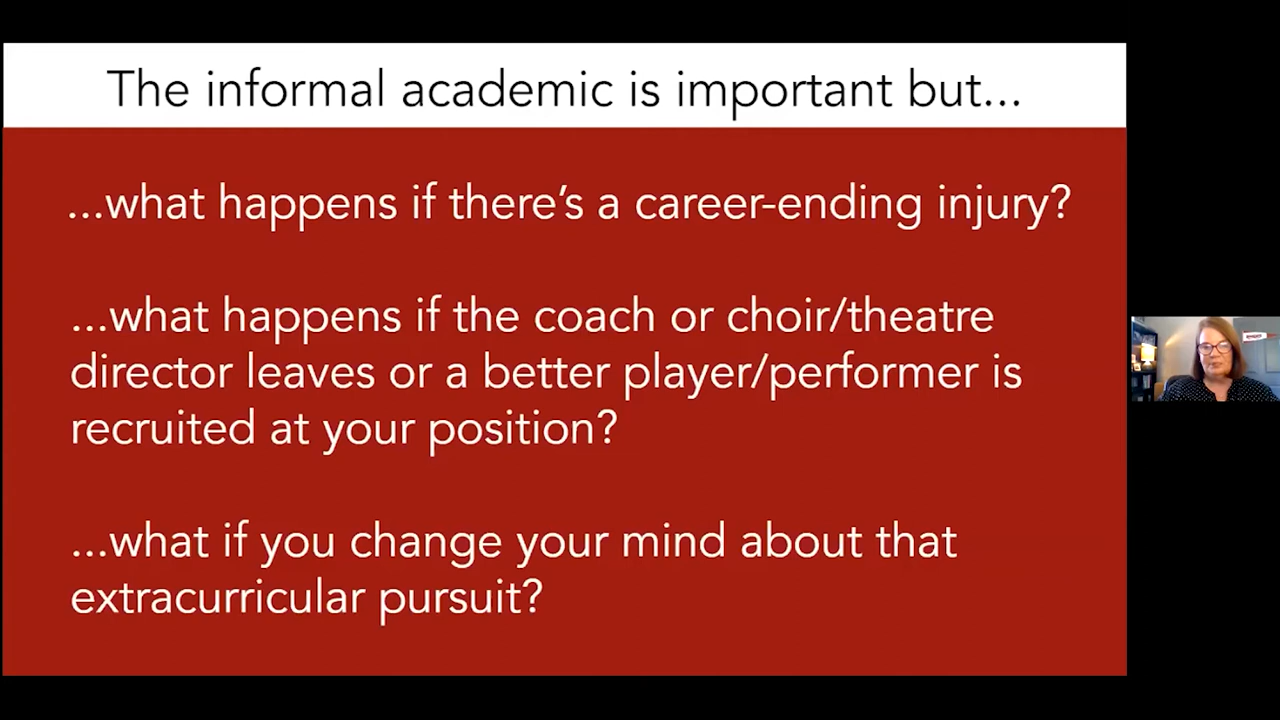 The informal academic is important but...
...what happens if there's a career-ending injury?
...what happens if the coach or choir/theatre
director leaves or a better player/performer is
recruited at your position?
...what if you change your mind about that
extracurricular pursuit?